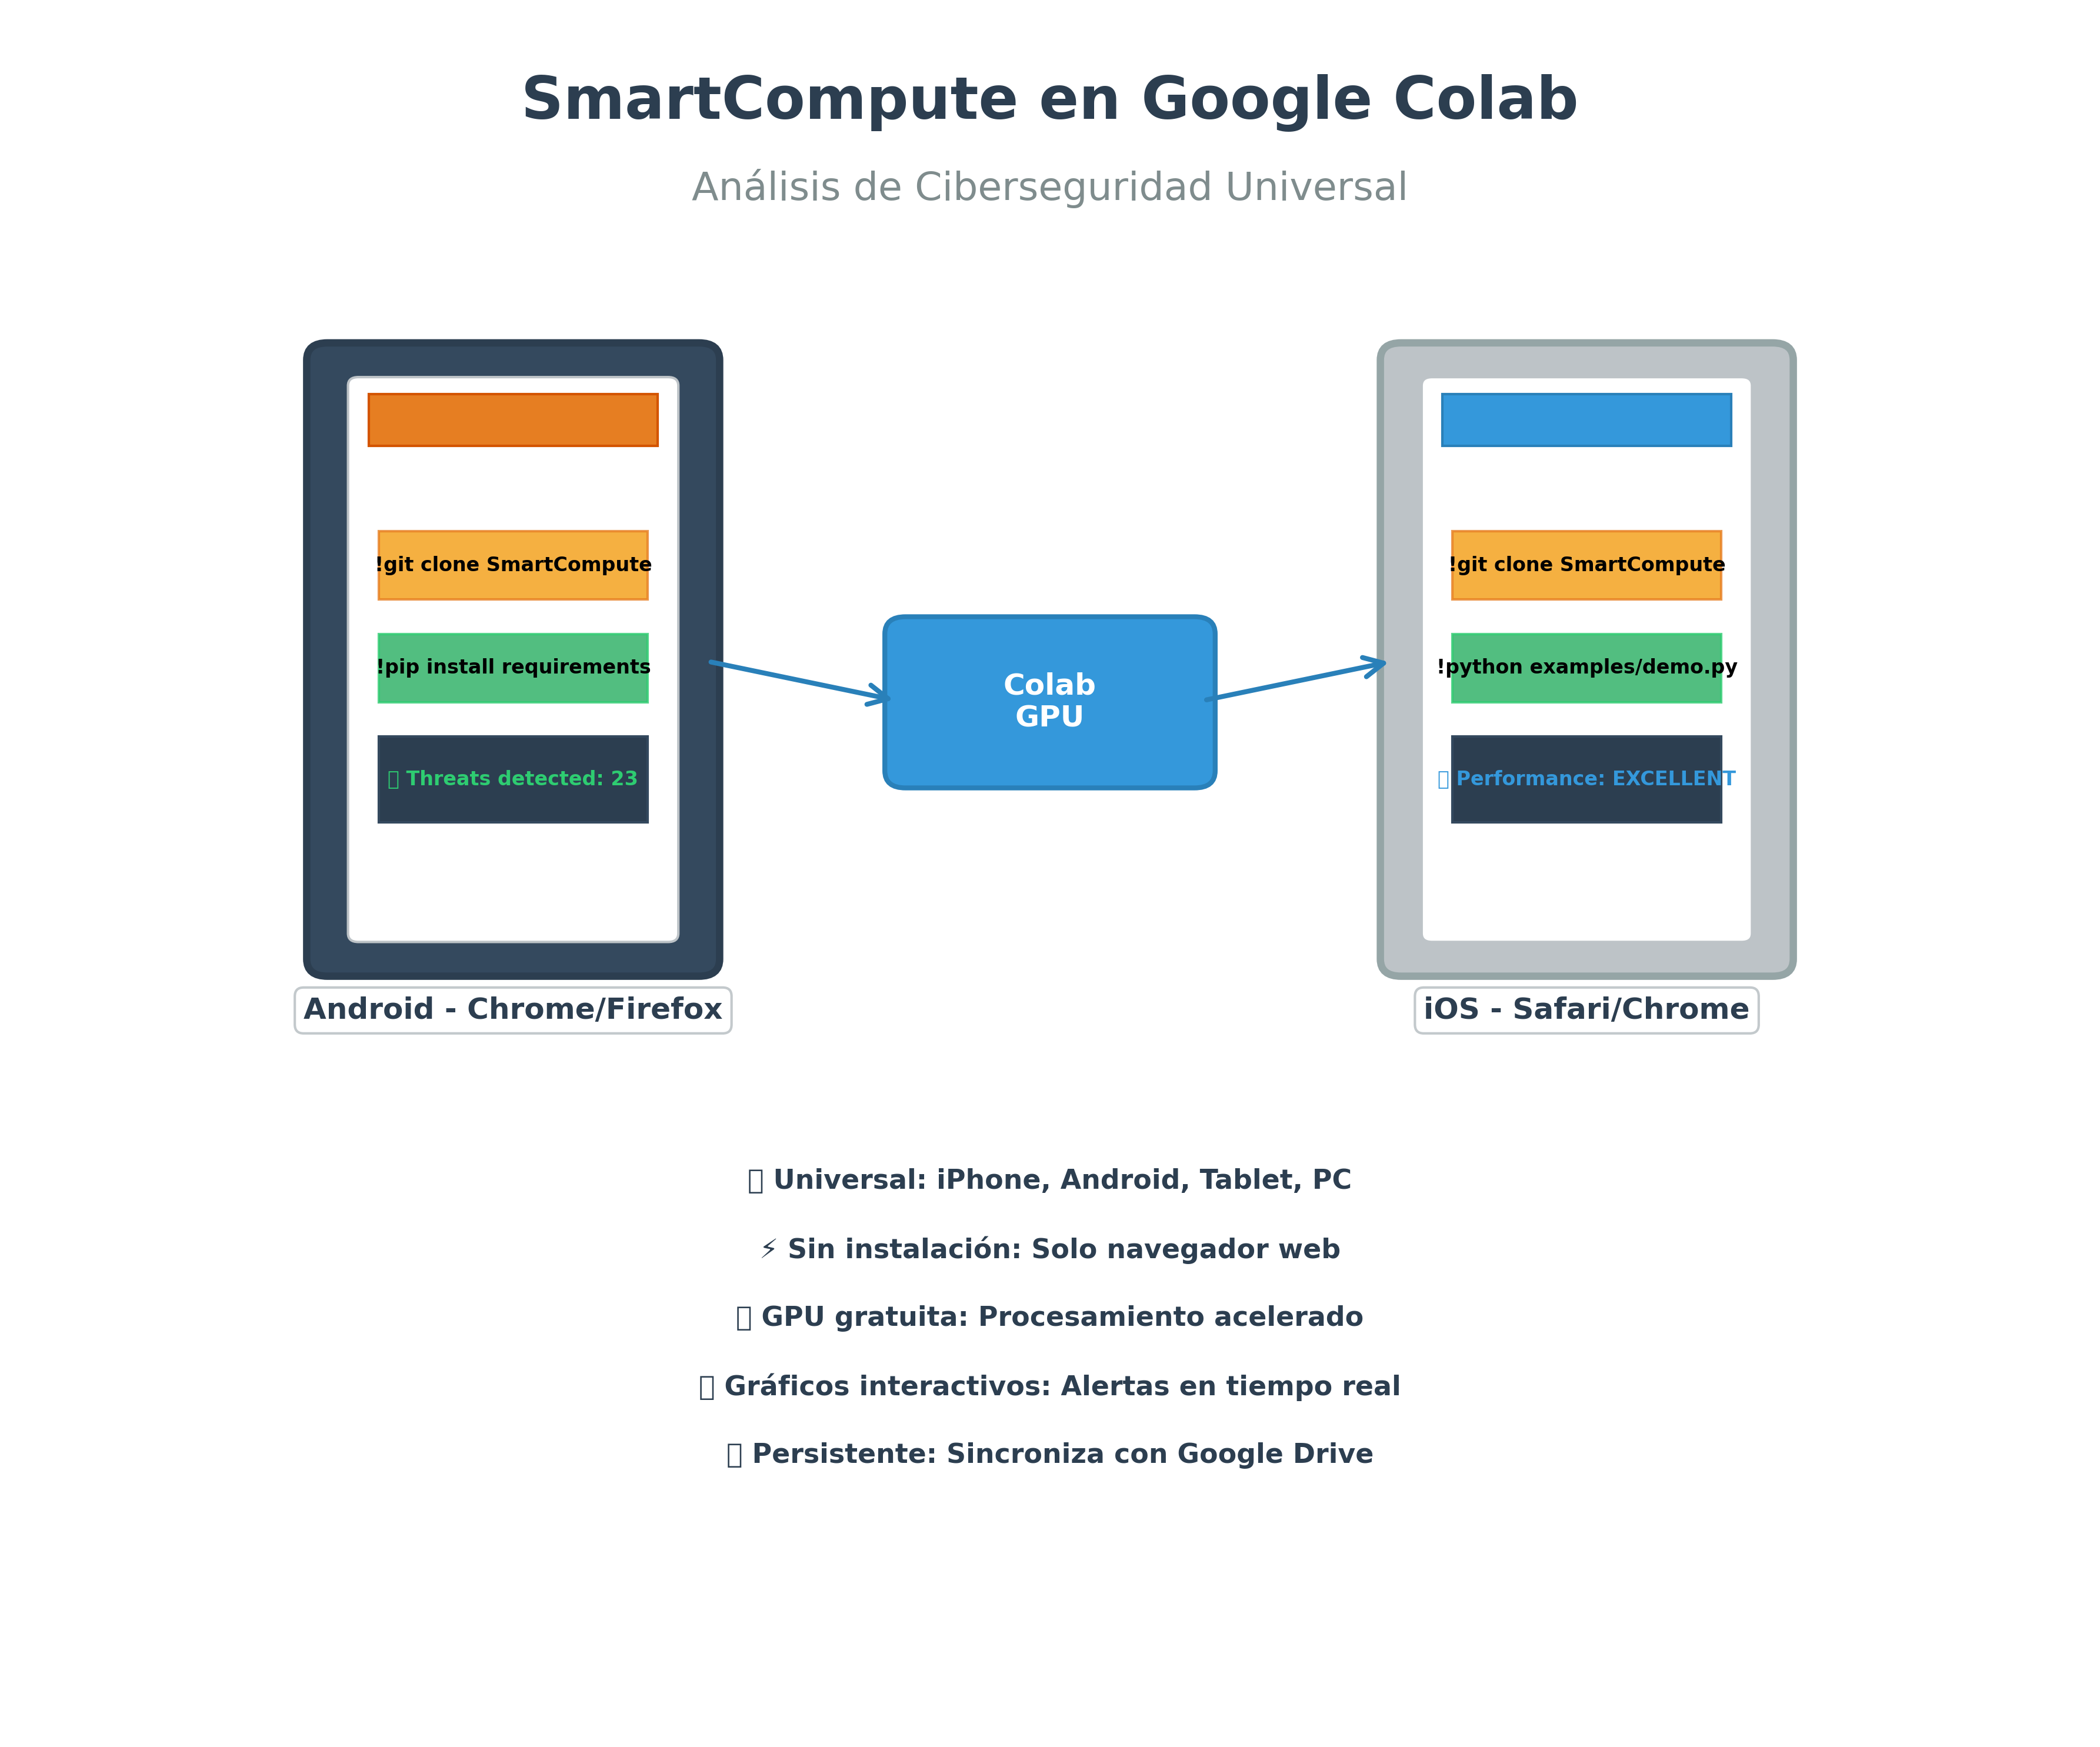 SmartCompute en Google Colab
Análisis de Ciberseguridad Universal
!git clone SmartCompute
!pip install requirements
Threats detected: 23
Android - Chrome/Firefox
Colab
GPU
!git clone SmartCompute
!python examples/demo.py
Performance: EXCELLENT
iOS - Safari/Chrome
Universal: iPhone, Android, Tablet, PC
⚡ Sin instalación: Solo navegador web
GPU gratuita: Procesamiento acelerado
Gráficos interactivos: Alertas en tiempo real
Persistente: Sincroniza con Google Drive